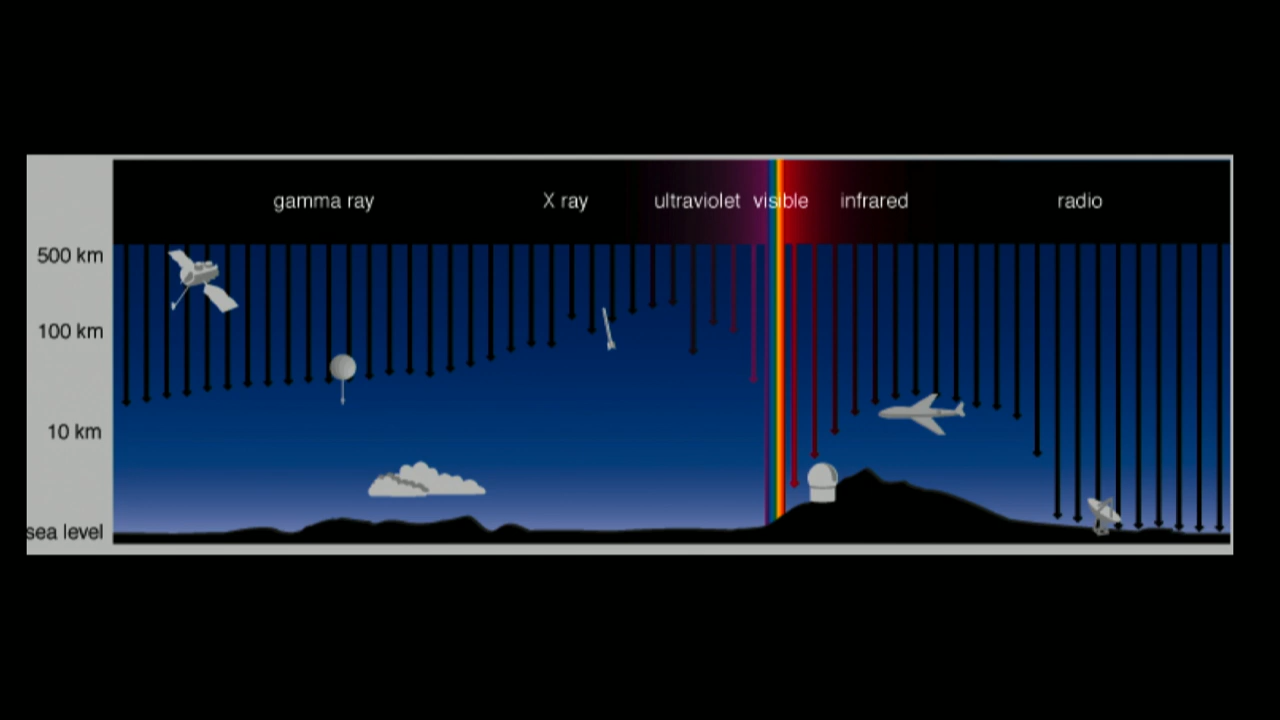 gamma ray X ray ultraviolet visible infrared radio
500 km
100 km
10 km
sea level